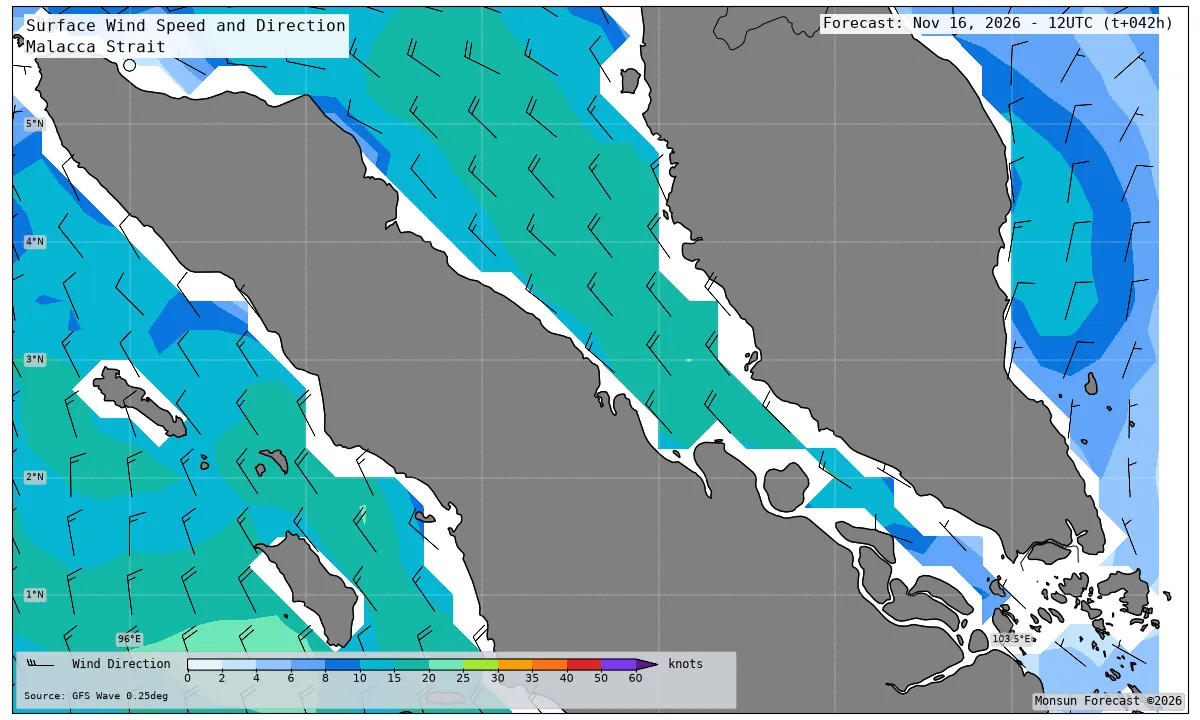 Surface Wind Speed and Direction
Malacca Strait
Forecast: Nov 16, 2026 - 12UTC (t+042h)
5°N
4°N
3°N
2°N
1°N
96°E
103.5°E
Wind Direction
knots
0 2 4 6 8 10 15 20 25 30 35 40 50 60
Source: GFS Wave 0.25deg
Monsun Forecast ©2026